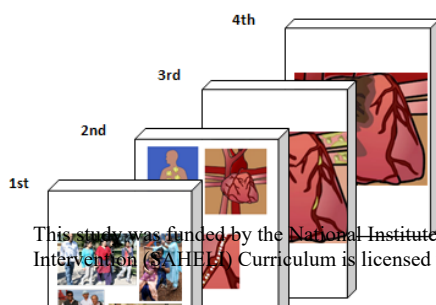 4th
3rd
2nd
1st
This study was funded by the National Institute
Intervention (SAHELI) Curriculum is licensed